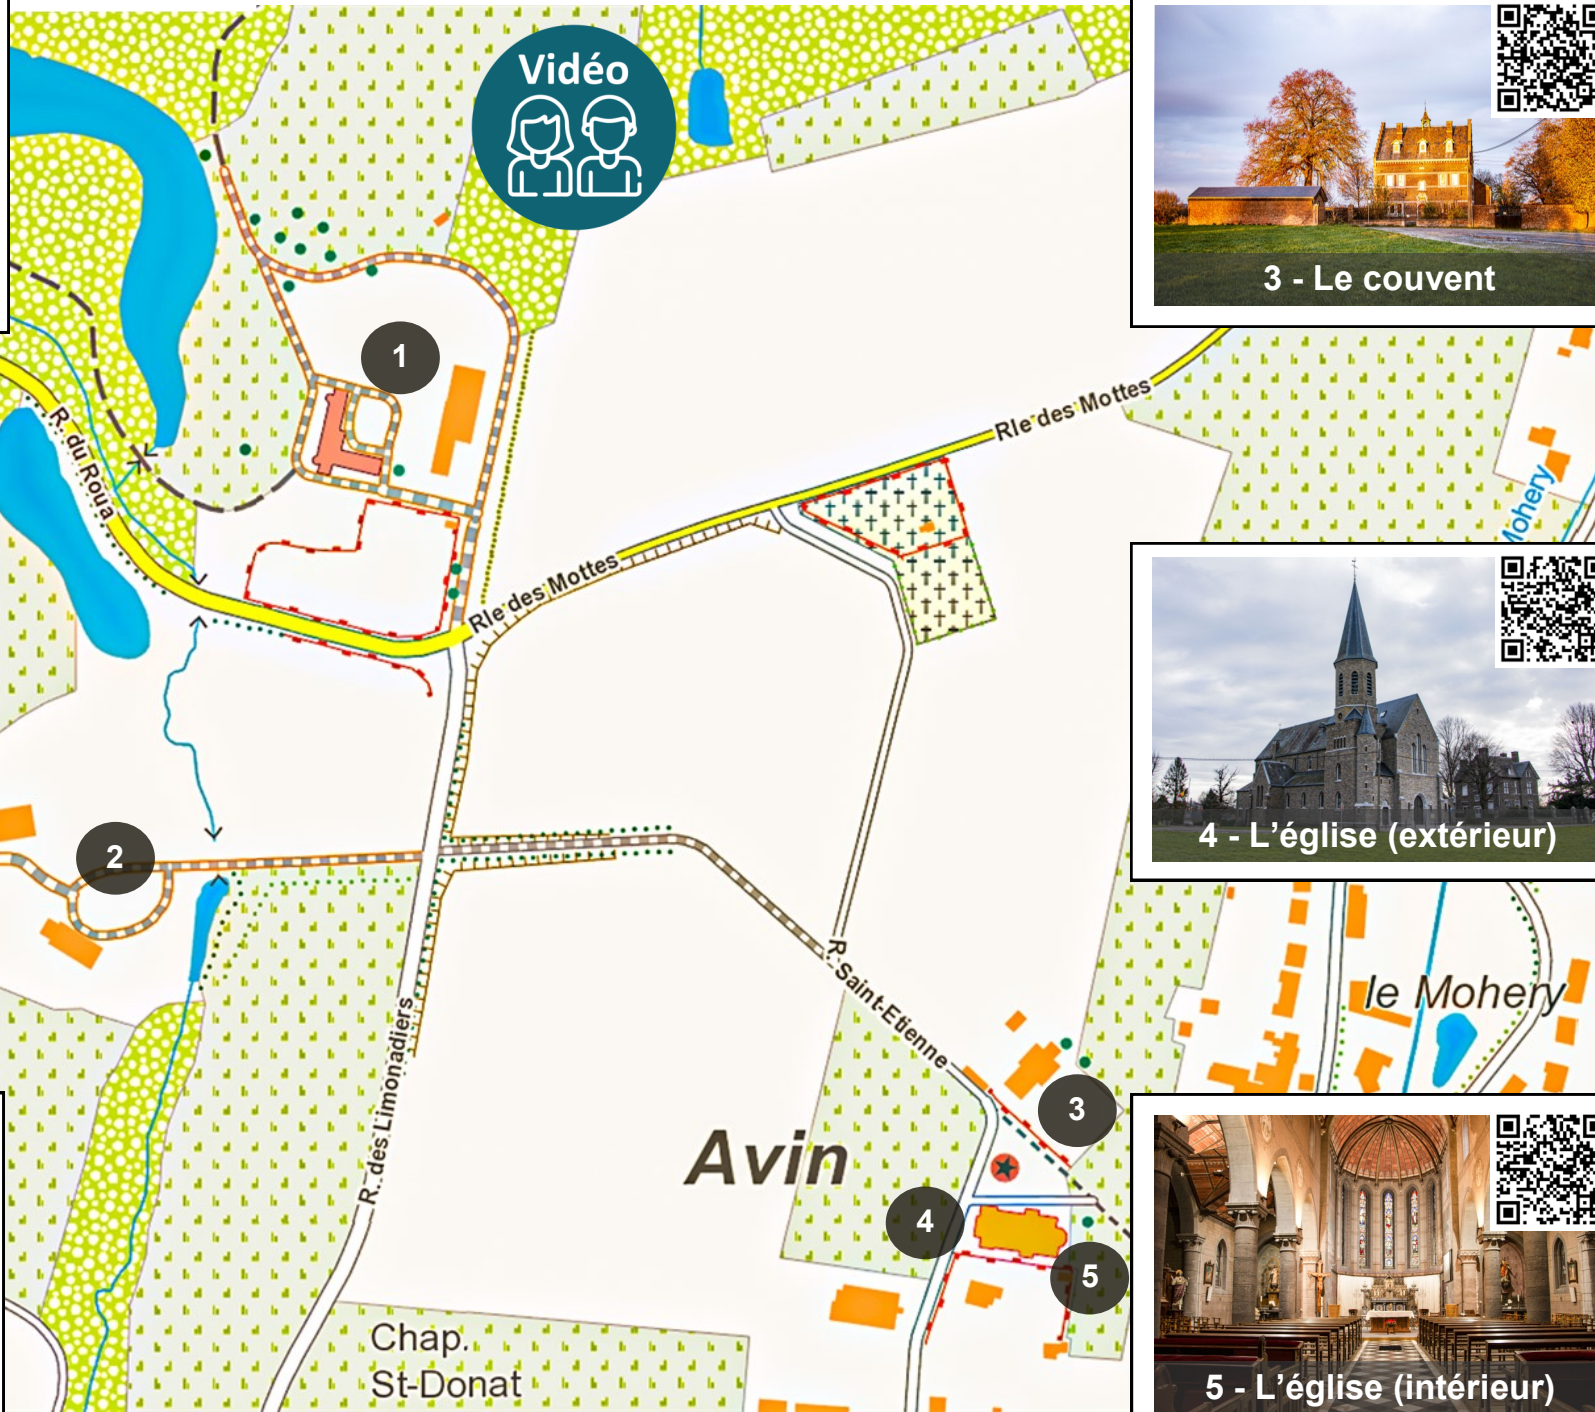 Vidéo
3 - Le couvent
1
Rle des Mottes
R. du Roua
Mohery
Rle des Mottes
4 - L'église (extérieur)
2
R. Saint-Etienne
le Mohery
R. des Limonadiers
3
Avin
4
5
Chap.
St-Donat
5 - L'église (intérieur)